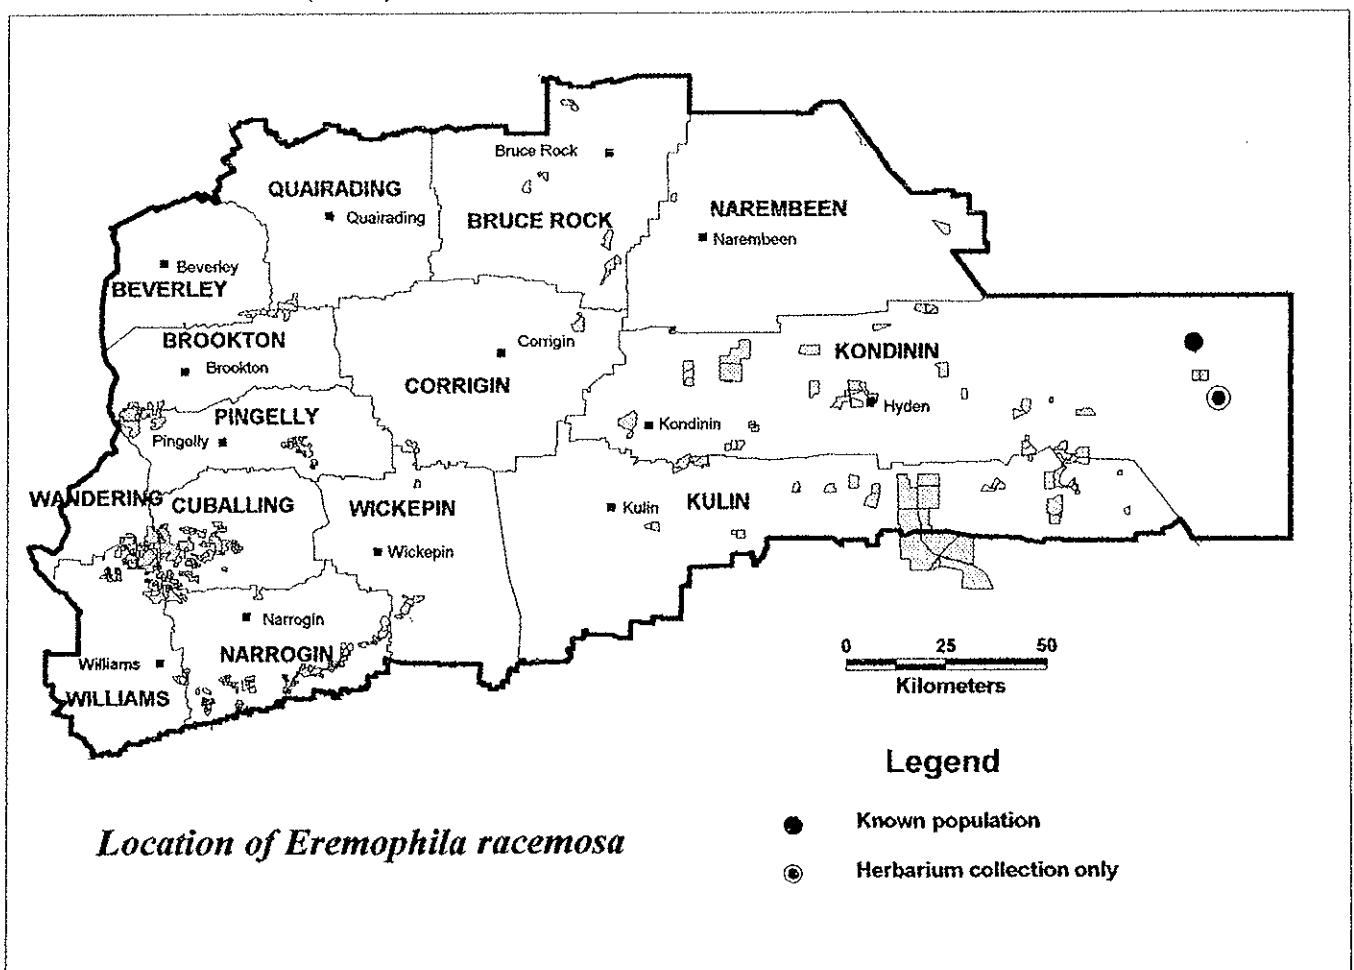 Bruce Rock
QUAIRADING
Quairading
BRUCE ROCK
NAREMBEEN
Narembeen
Beverley
BEVERLEY
BROOKTON
Brookton
Corrigin
CORRIGIN
KONDININ
Hyden
PINGELLY
Pingelly
Kondinin
WANDERING
CUBALLING
WICKEPIN
Kulin
KULIN
Wickepin
Narrogin
NARROGIN
Williams
WILLIAMS
0 25 50
Kilometers
Legend
Known population
Location of Eremophila racemosa
Herbarium collection only